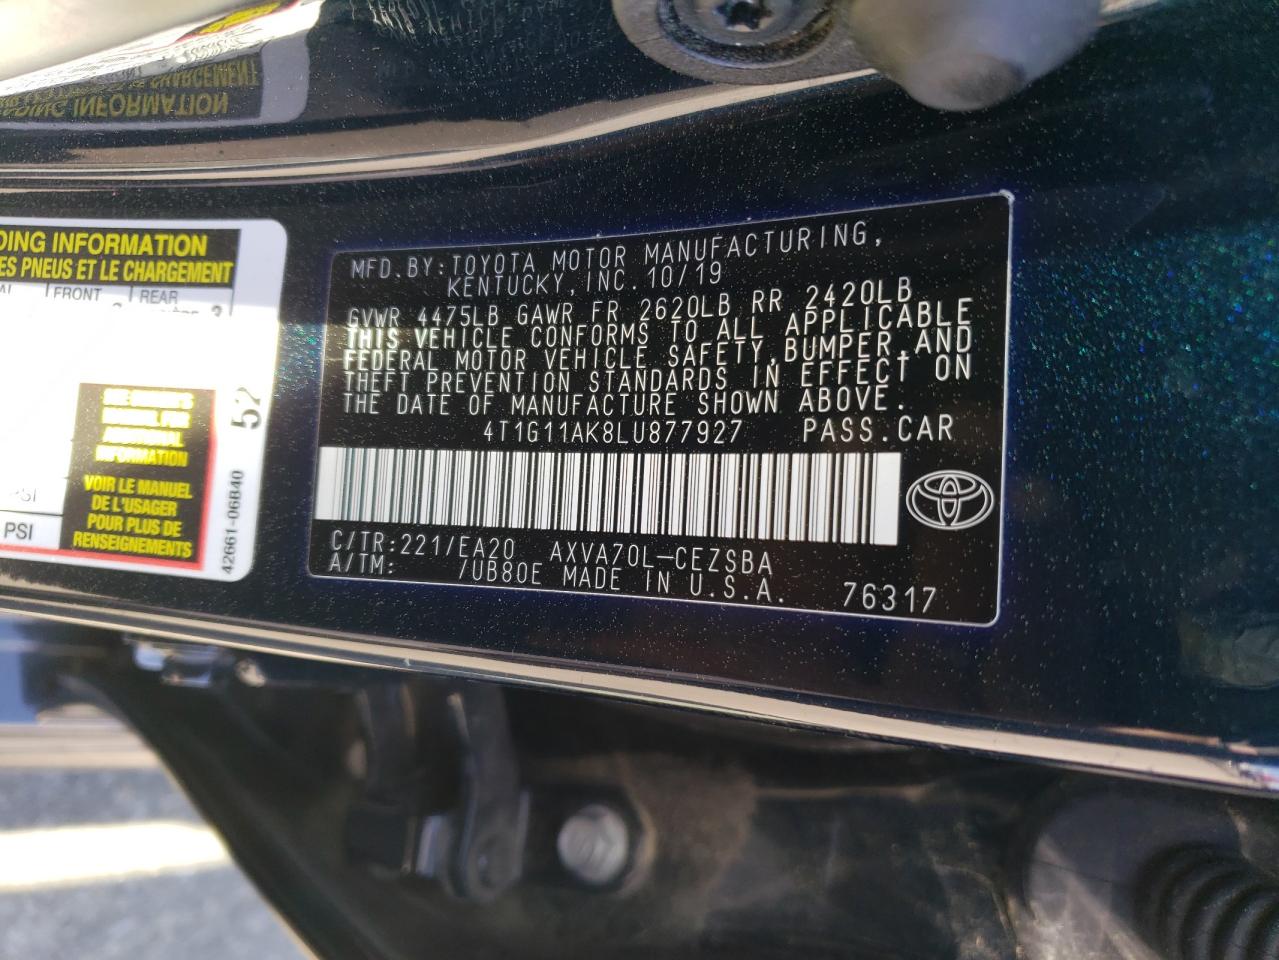 DING INFORMATION
ES PNEUS ET LE CHARGEMENT
FRONT REAR
SEE OWNER'S
MANUAL FOR
ADDITIONAL
INFORMATION
VOIR LE MANUEL
DE L'USAGER
POUR PLUS DE
RENSEIGNEMENTS
PSI
PSI
52
42661-06B40
MFD.BY:TOYOTA MOTOR MANUFACTURING,
KENTUCKY,INC.10/19
GVWR 4475LB GAWR FR 2620LB RR 2420LB
THIS VEHICLE CONFORMS TO ALL APPLICABLE
FEDERAL MOTOR VEHICLE SAFETY,BUMPER,AND
THEFT PREVENTION STANDARDS IN EFFECT ON
THE DATE OF MANUFACTURE SHOWN ABOVE.
4T1G11AK8LU877927 PASS.CAR
C/TR:221/EA20 AXVA70L-CEZSBA
A/TM: /UB80E MADE IN U.S.A. 76317